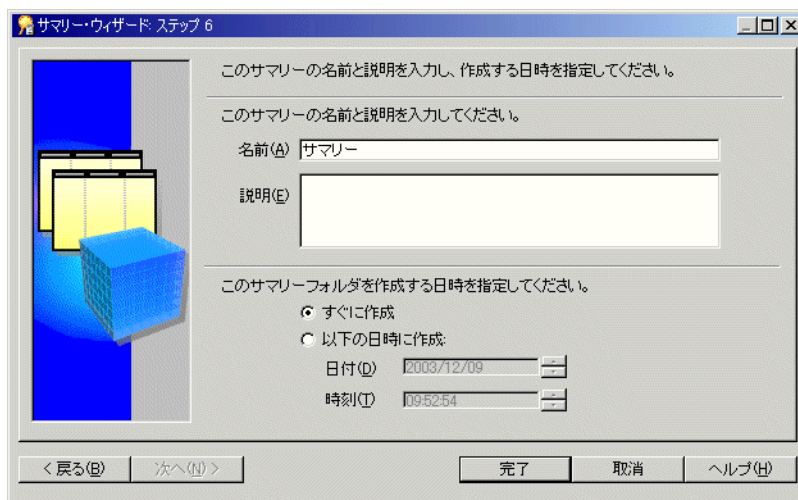 サマリー・ウィザード: ステップ 6
このサマリーの名前と説明を入力し、作成する日時を指定してください。
このサマリーの名前と説明を入力してください。
名前(A) サマリー
説明(E)
このサマリーフォルダを作成する日時を指定してください。
すぐに作成
以下の日時に作成:
日付(D) 2003/12/09
時刻(T) 09:52:54
< 戻る(B) 次へ(N) > 完了 取消 ヘルプ(H)